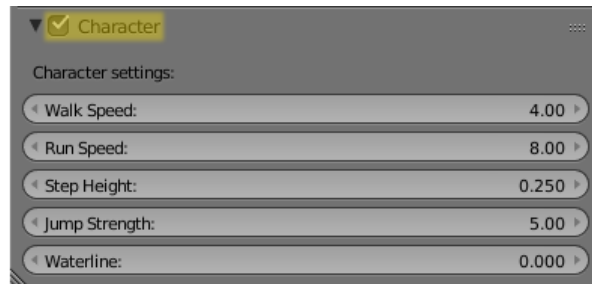 Character
Character settings:
Walk Speed: 4.00
Run Speed: 8.00
Step Height: 0.250
Jump Strength: 5.00
Waterline: 0.000